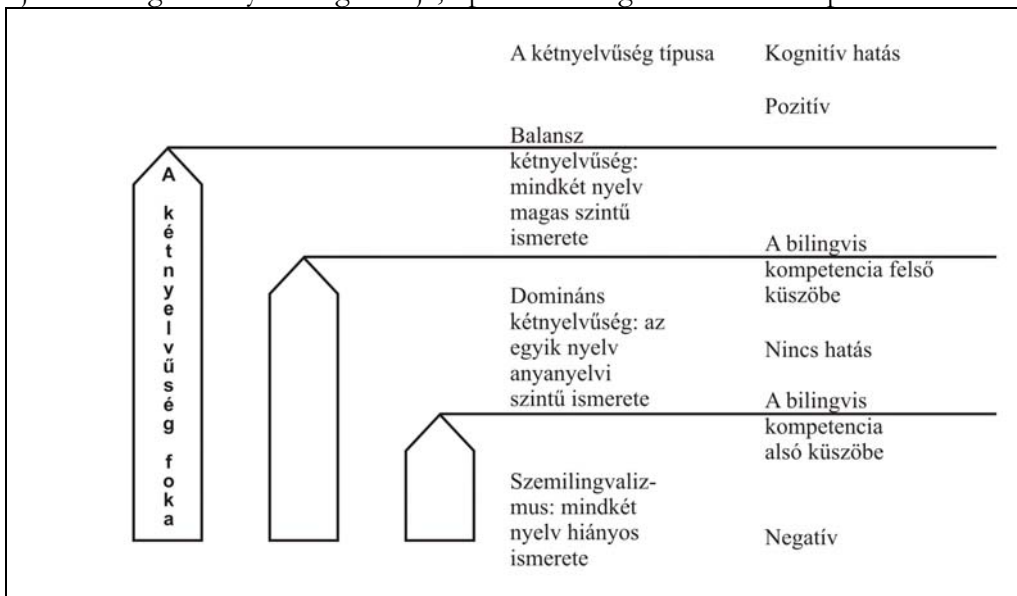 A kétnyelvűség típusa
Kognitív hatás
Pozitív
A kétnyelvűség foka
Balansz
kétnyelvűség:
mindkét nyelv
magas szintű
ismerete
A bilingvis
kompetencia felső
küszöbe
Domináns
kétnyelvűség: az
egyik nyelv
anyanyelvi
szintű ismerete
Nincs hatás
A bilingvis
kompetencia
alsó küszöbe
Szemilingvaliz-
mus: mindkét
nyelv hiányos
ismerete
Negatív